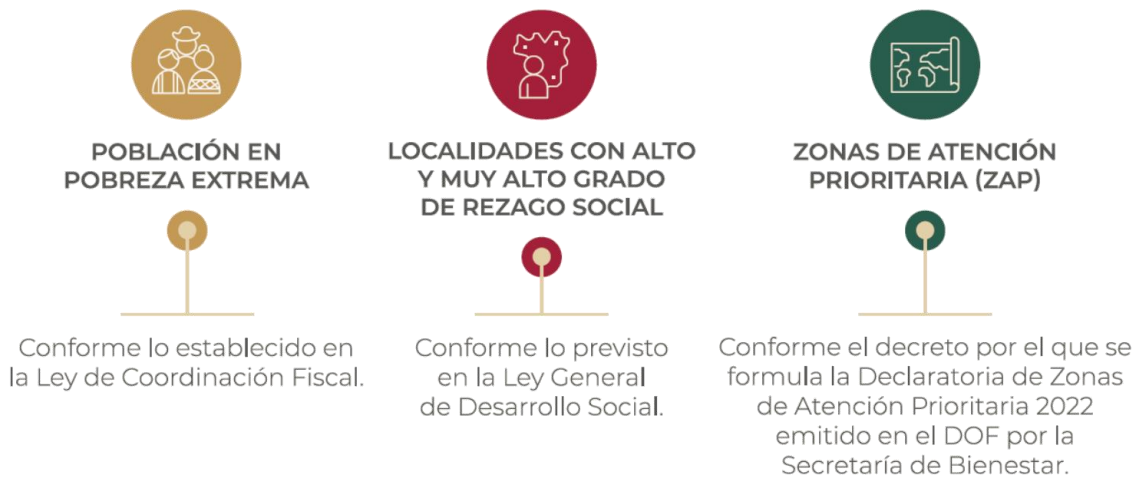 POBLACIÓN EN
POBREZA EXTREMA
Conforme lo establecido en
la Ley de Coordinación Fiscal.
LOCALIDADES CON ALTO
Y MUY ALTO GRADO
DE REZAGO SOCIAL
Conforme lo previsto
en la Ley General
de Desarrollo Social.
ZONAS DE ATENCIÓN
PRIORITARIA (ZAP)
Conforme el decreto por el que se
formula la Declaratoria de Zonas
de Atención Prioritaria 2022
emitido en el DOF por la
Secretaría de Bienestar.